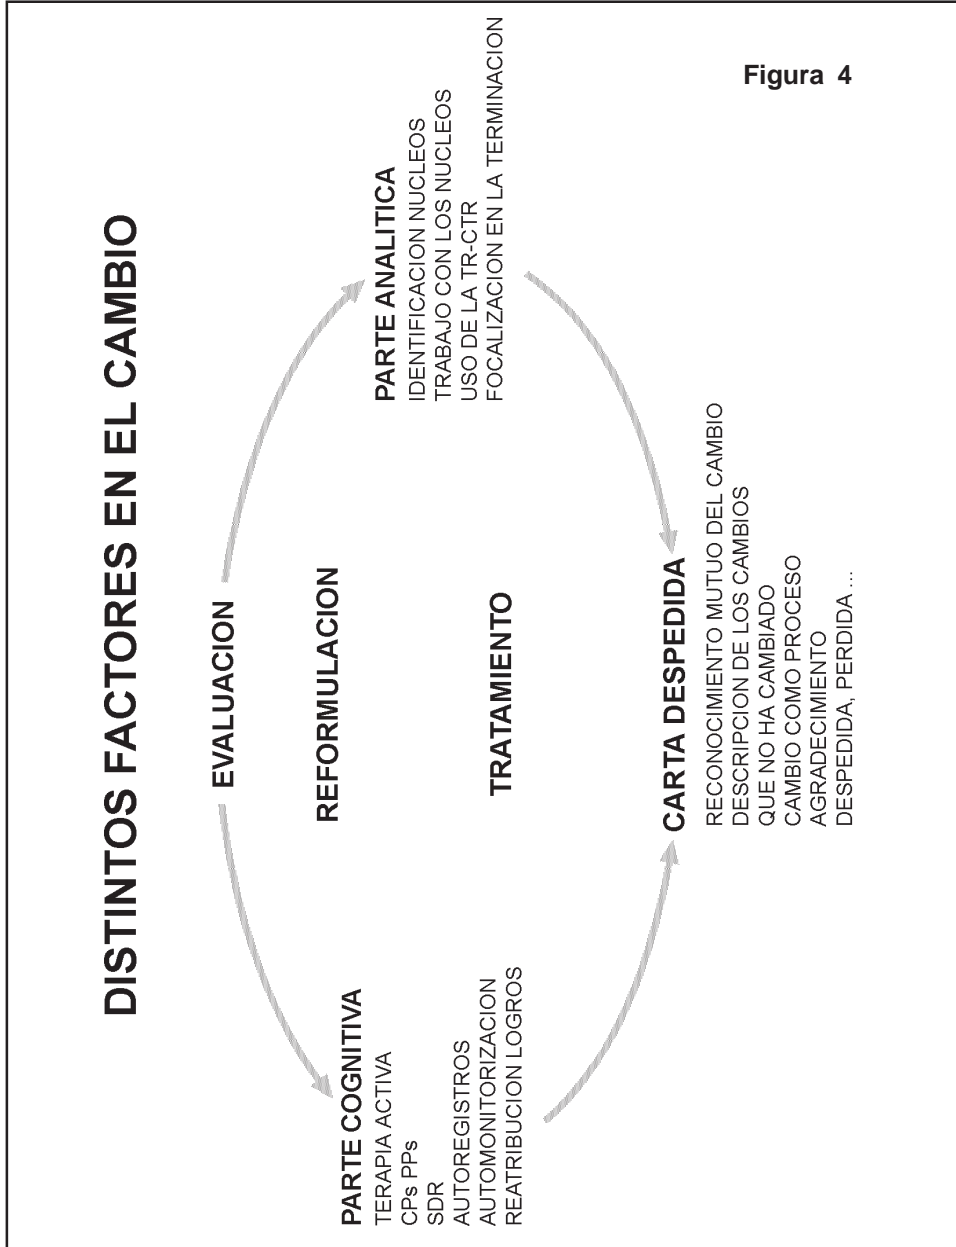 Figura 4
DISTINTOS FACTORES EN EL CAMBIO
EVALUACION
REFORMULACION
TRATAMIENTO
PARTE COGNITIVA
TERAPIA ACTIVA
CPs PPs
SDR
AUTOREGISTROS
AUTOMONITORIZACION
REATRIBUCION LOGROS
PARTE ANALITICA
IDENTIFICACION NUCLEOS
TRABAJO CON LOS NUCLEOS
USO DE LA TR-CTR
FOCALIZACION EN LA TERMINACION
CARTA DESPEDIDA
RECONOCIMIENTO MUTUO DEL CAMBIO
DESCRIPCION DE LOS CAMBIOS
QUE NO HA CAMBIADO
CAMBIO COMO PROCESO
AGRADECIMIENTO
DESPEDIDA, PERDIDA ...